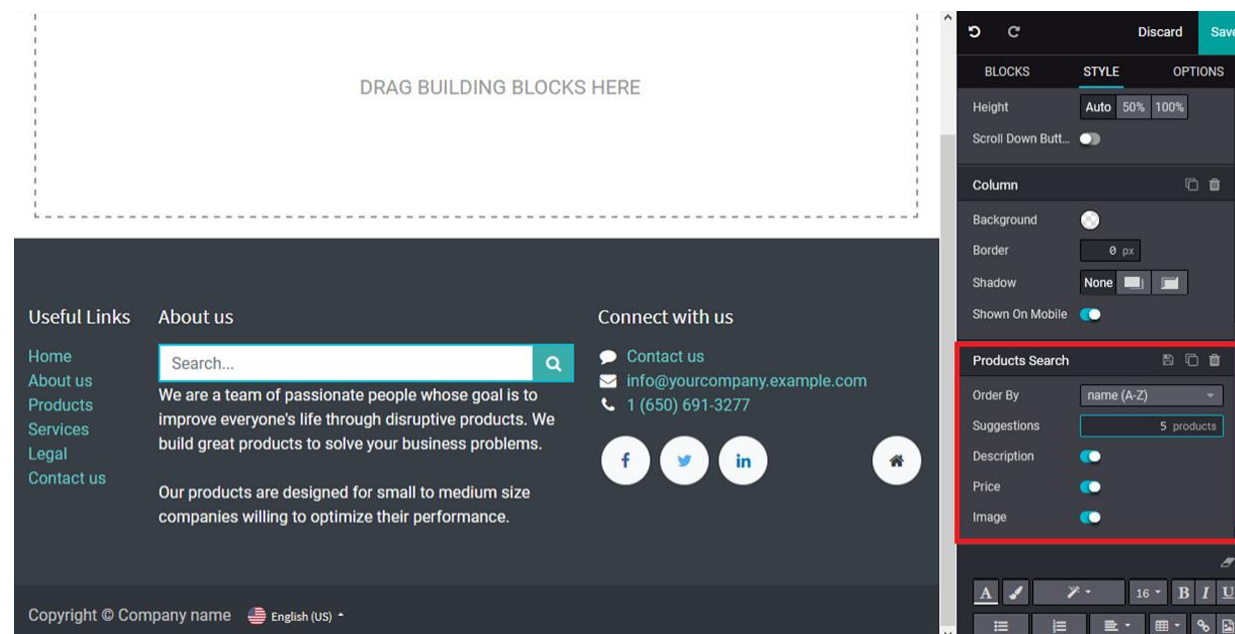 DRAG BUILDING BLOCKS HERE
Useful Links
Home
About us
Products
Services
Legal
Contact us
About us
Search...
We are a team of passionate people whose goal is to
improve everyone's life through disruptive products. We
build great products to solve your business problems.
Our products are designed for small to medium size
companies willing to optimize their performance.
Connect with us
Contact us
info@yourcompany.example.com
1 (650) 691-3277
f in
Copyright © Company name English (US)
Discard Save
BLOCKS STYLE OPTIONS
Height Auto 50% 100%
Scroll Down Butt...
Column
Background
Border 0 px
Shadow None
Shown On Mobile
Products Search
Order By name (A-Z)
Suggestions 5 products
Description
Price
Image
A 16 B I U